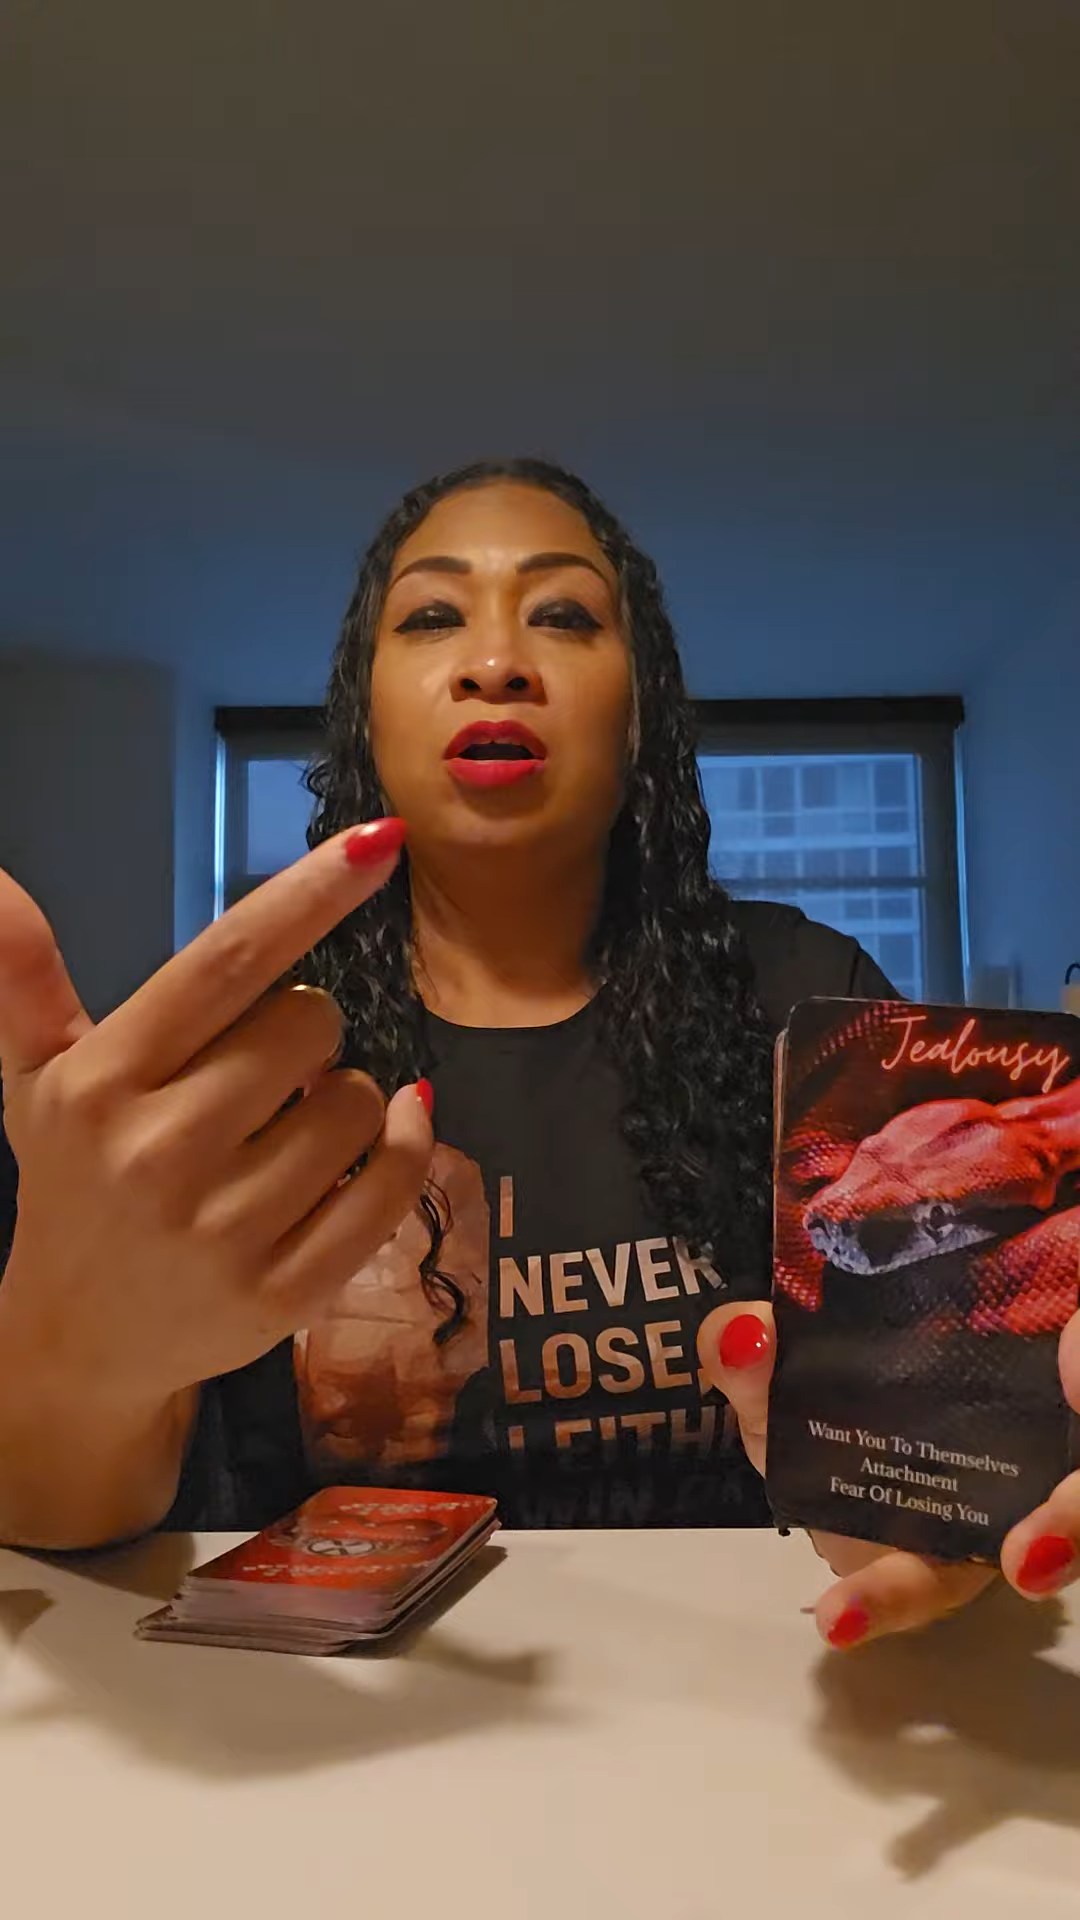 I
NEVER
LOSE,
Jealousy
Want You To Themselves
Attachment
Fear Of Losing You